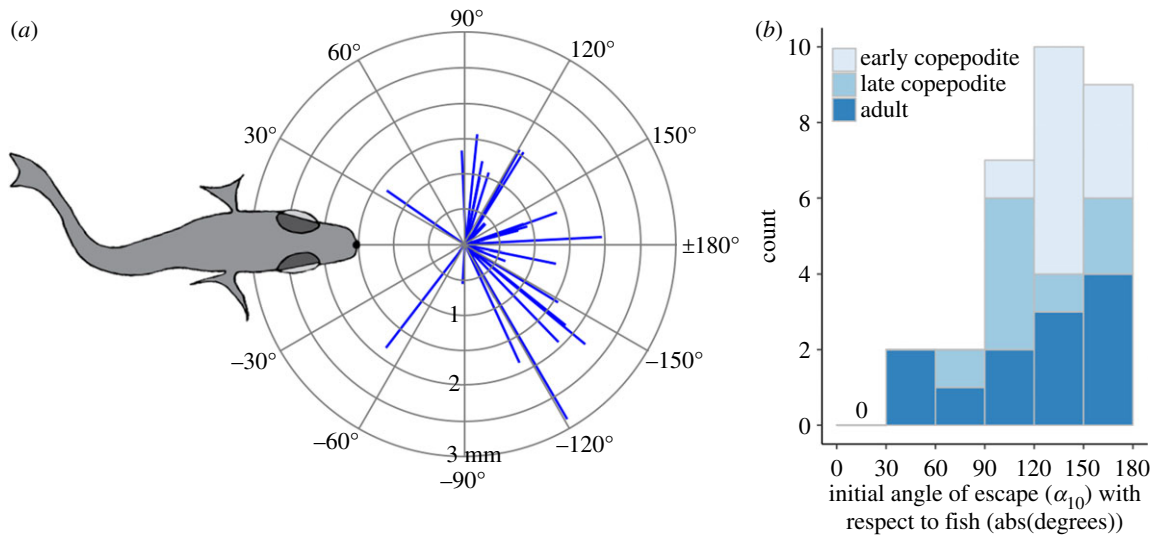 (a)
90°
60°
120°
30°
150°
±180°
1
–30°
–150°
2
–60°
–120°
3 mm
–90°
(b)
10
early copepodite
late copepodite
adult
8
6
4
2
0
0
count
0 30 60 90 120 150 180
initial angle of escape (α10) with
respect to fish (abs(degrees))